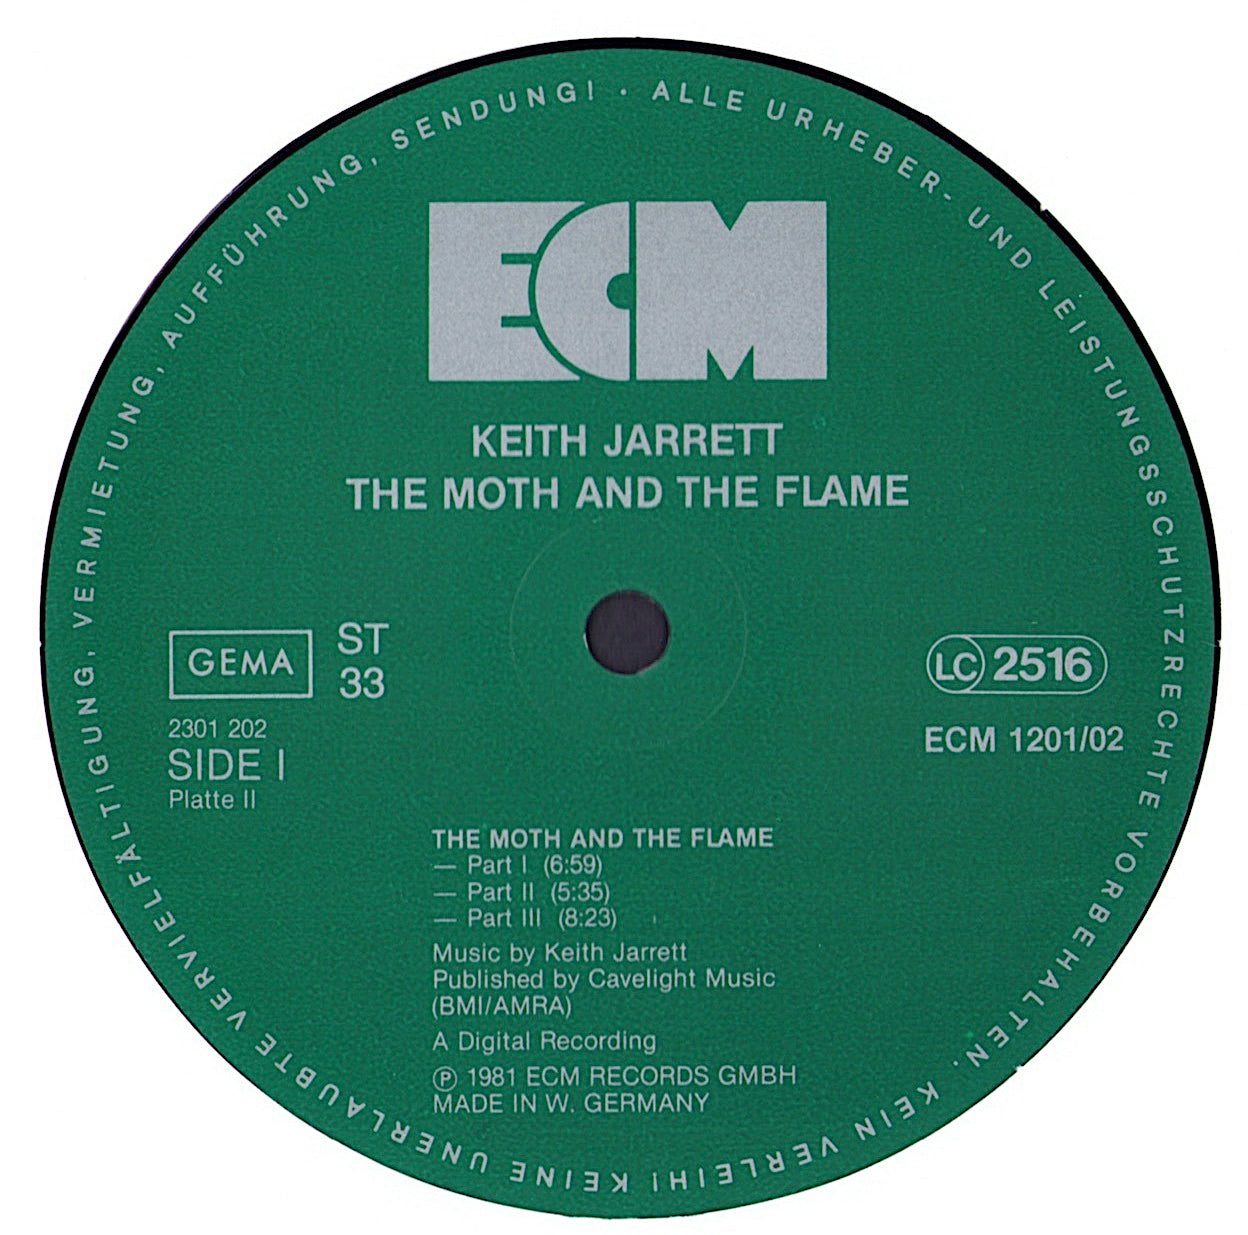 ALLE URHEBER- UND LEISTUNGSSCHUTZRECHTE VORBEHALTEN. KEIN VERLEIH! KEINE UNERLAUBTE VERVIELFÄLTIGUNG, VERMIETUNG, AUFFÜHRUNG, SENDUNG! ·
ECM
KEITH JARRETT
THE MOTH AND THE FLAME
GEMA
ST
33
LC 2516
2301 202
SIDE I
Platte II
ECM 1201/02
THE MOTH AND THE FLAME
— Part I (6:59)
— Part II (5:35)
— Part III (8:23)
Music by Keith Jarrett
Published by Cavelight Music
(BMI/AMRA)
A Digital Recording
℗ 1981 ECM RECORDS GMBH
MADE IN W. GERMANY